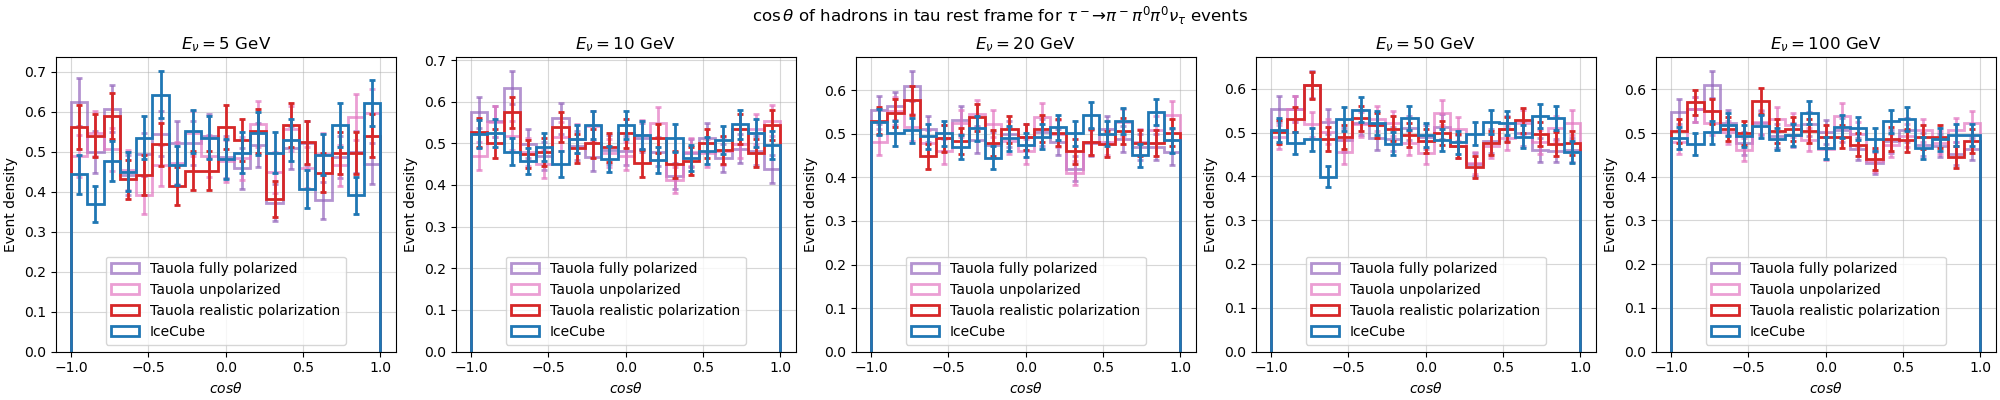 cos θ of hadrons in tau rest frame for τ⁻→π⁻π⁰π⁰ν_τ events
E_ν = 5 GeV
0.7
0.6
0.5
0.4
0.3
0.2
0.1
0.0
Event density
−1.0 −0.5 0.0 0.5 1.0
cosθ
Tauola fully polarized
Tauola unpolarized
Tauola realistic polarization
IceCube
E_ν = 10 GeV
0.7
0.6
0.5
0.4
0.3
0.2
0.1
0.0
Event density
−1.0 −0.5 0.0 0.5 1.0
cosθ
Tauola fully polarized
Tauola unpolarized
Tauola realistic polarization
IceCube
E_ν = 20 GeV
0.6
0.5
0.4
0.3
0.2
0.1
0.0
Event density
−1.0 −0.5 0.0 0.5 1.0
cosθ
Tauola fully polarized
Tauola unpolarized
Tauola realistic polarization
IceCube
E_ν = 50 GeV
0.6
0.5
0.4
0.3
0.2
0.1
0.0
Event density
−1.0 −0.5 0.0 0.5 1.0
cosθ
Tauola fully polarized
Tauola unpolarized
Tauola realistic polarization
IceCube
E_ν = 100 GeV
0.6
0.5
0.4
0.3
0.2
0.1
0.0
Event density
−1.0 −0.5 0.0 0.5 1.0
cosθ
Tauola fully polarized
Tauola unpolarized
Tauola realistic polarization
IceCube